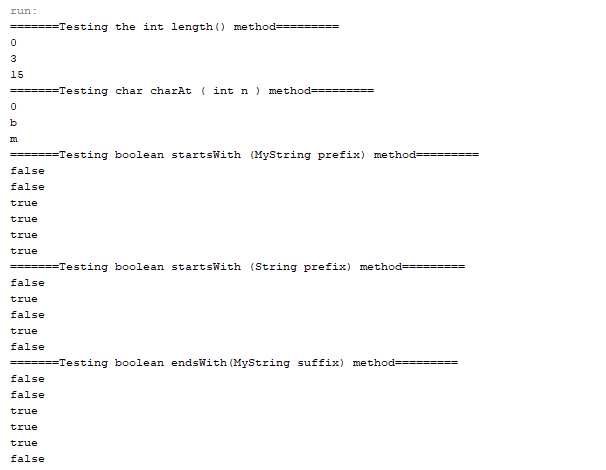 run:
=======Testing the int length() method=========
0
3
15
=======Testing char charAt ( int n ) method=========
0
b
m
=======Testing boolean startsWith (MyString prefix) method=========
false
false
true
true
true
true
=======Testing boolean startsWith (String prefix) method=========
false
true
false
true
false
=======Testing boolean endsWith(MyString suffix) method=========
false
false
true
true
true
false